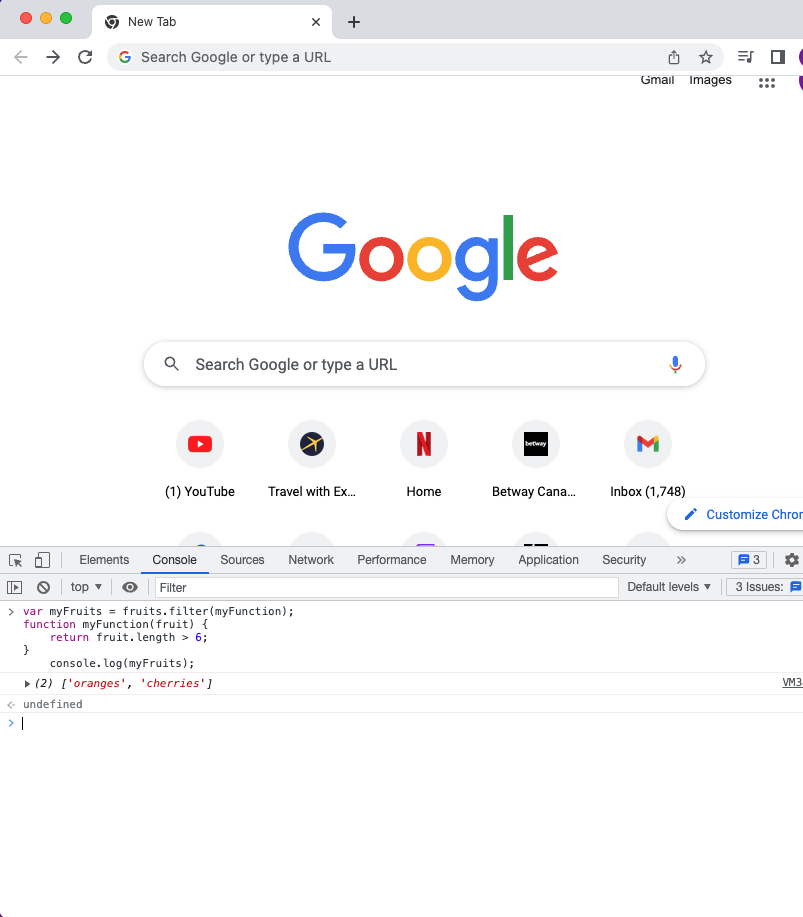 New Tab
Search Google or type a URL
Gmail Images
Google
Search Google or type a URL
betway
(1) YouTube Travel with Ex... Home Betway Cana... Inbox (1,748)
Customize Chror
Elements Console Sources Network Performance Memory Application Security » 3
top ▼ Filter Default levels ▼ 3 Issues:
> var myFruits = fruits.filter(myFunction);
function myFunction(fruit) {
    return fruit.length > 6;
}
    console.log(myFruits);
▶ (2) ['oranges', 'cherries'] VM3
undefined
>